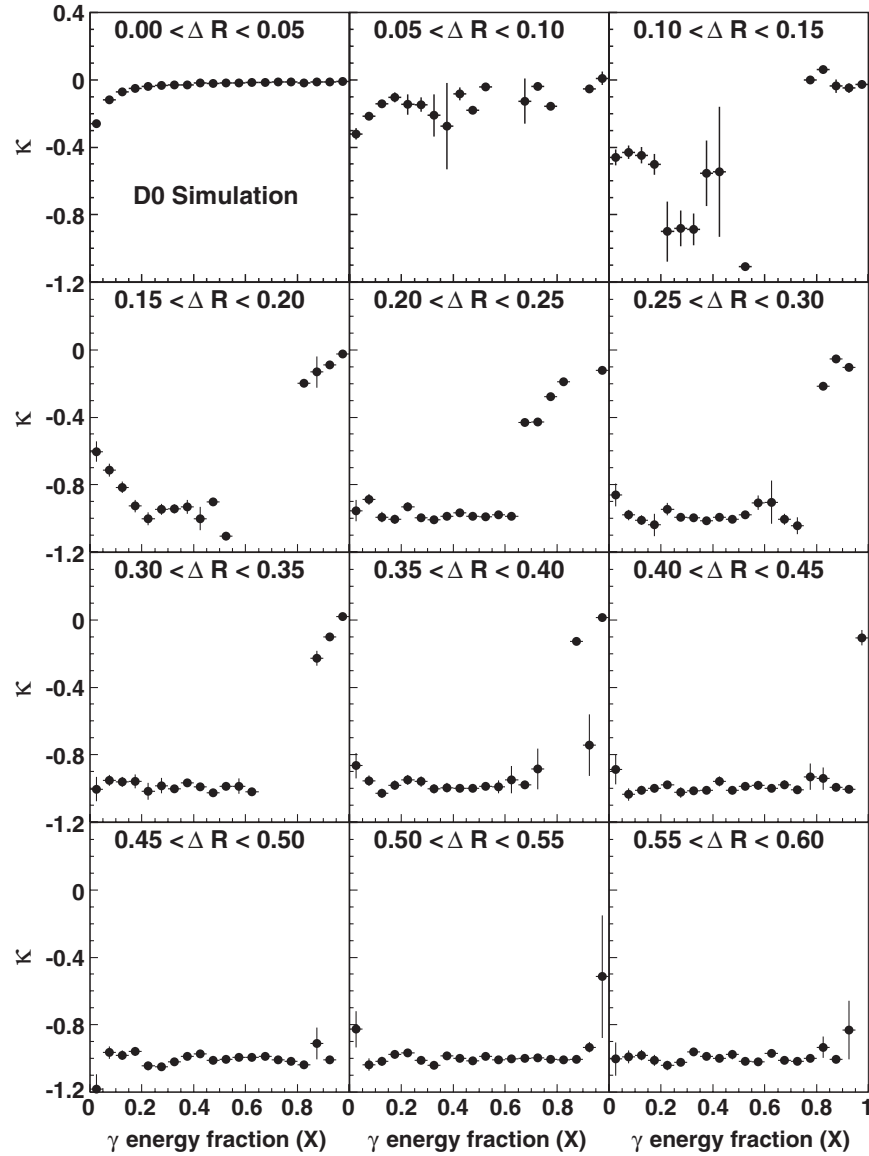 0.00 < Δ R < 0.05 0.05 < Δ R < 0.10 0.10 < Δ R < 0.15
0.4
0
-0.4
-0.8
-1.2
κ
D0 Simulation
0.15 < Δ R < 0.20 0.20 < Δ R < 0.25 0.25 < Δ R < 0.30
0
-0.4
-0.8
-1.2
κ
0.30 < Δ R < 0.35 0.35 < Δ R < 0.40 0.40 < Δ R < 0.45
0
-0.4
-0.8
-1.2
κ
0.45 < Δ R < 0.50 0.50 < Δ R < 0.55 0.55 < Δ R < 0.60
0
-0.4
-0.8
-1.2
κ
0 0.2 0.4 0.6 0.8 0 0.2 0.4 0.6 0.8 0 0.2 0.4 0.6 0.8 1
γ energy fraction (X) γ energy fraction (X) γ energy fraction (X)